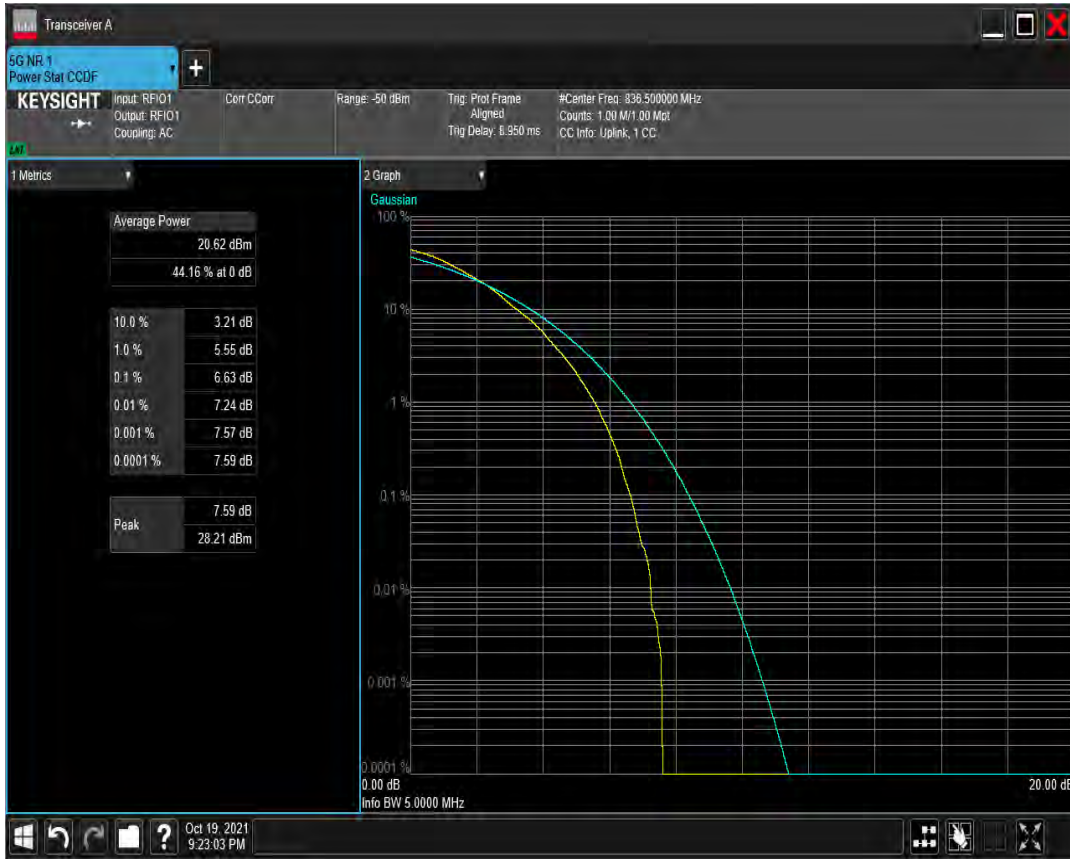 Transceiver A
5G NR 1
Power Stat CCDF
+
KEYSIGHT
Input: RFIO1
Output: RFIO1
Coupling: AC
Corr CCorr
Range: -50 dBm
Trig: Prot Frame
Aligned
Trig Delay: 8.950 ms
#Center Freq: 836.500000 MHz
Counts: 1.00 M/1.00 Mpt
CC Info: Uplink, 1 CC
1 Metrics
Average Power
20.62 dBm
44.16 % at 0 dB
10.0 % 3.21 dB
1.0 % 5.55 dB
0.1 % 6.63 dB
0.01 % 7.24 dB
0.001 % 7.57 dB
0.0001 % 7.59 dB
Peak
7.59 dB
28.21 dBm
2 Graph
Gaussian
100 %
10 %
1 %
0.1 %
0.01 %
0.001 %
0.0001 %
0.00 dB
20.00 dB
Info BW 5.0000 MHz
?
Oct 19, 2021
9:23:03 PM